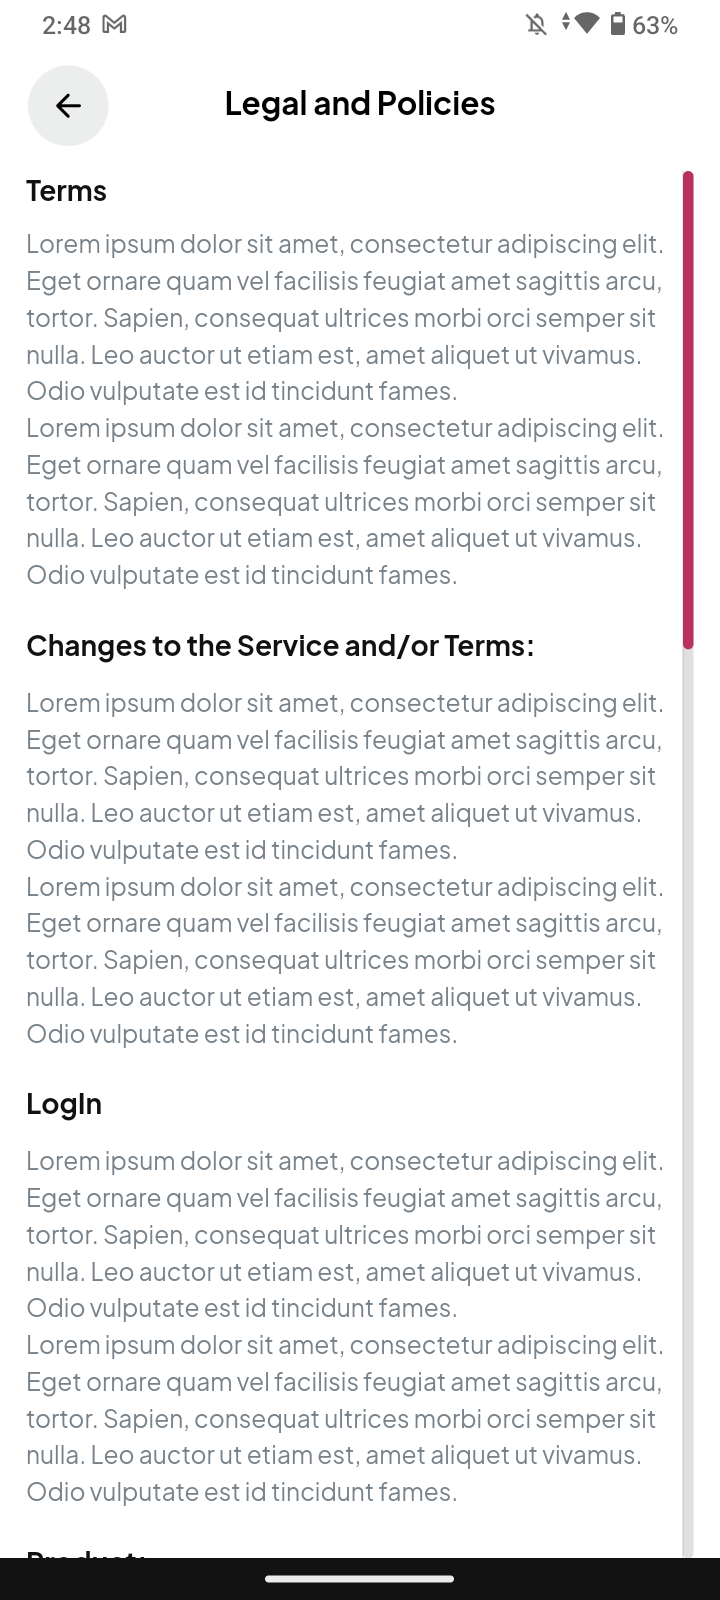 2:48
63%
Legal and Policies
Terms
Lorem ipsum dolor sit amet, consectetur adipiscing elit.
Eget ornare quam vel facilisis feugiat amet sagittis arcu,
tortor. Sapien, consequat ultrices morbi orci semper sit
nulla. Leo auctor ut etiam est, amet aliquet ut vivamus.
Odio vulputate est id tincidunt fames.
Lorem ipsum dolor sit amet, consectetur adipiscing elit.
Eget ornare quam vel facilisis feugiat amet sagittis arcu,
tortor. Sapien, consequat ultrices morbi orci semper sit
nulla. Leo auctor ut etiam est, amet aliquet ut vivamus.
Odio vulputate est id tincidunt fames.
Changes to the Service and/or Terms:
Lorem ipsum dolor sit amet, consectetur adipiscing elit.
Eget ornare quam vel facilisis feugiat amet sagittis arcu,
tortor. Sapien, consequat ultrices morbi orci semper sit
nulla. Leo auctor ut etiam est, amet aliquet ut vivamus.
Odio vulputate est id tincidunt fames.
Lorem ipsum dolor sit amet, consectetur adipiscing elit.
Eget ornare quam vel facilisis feugiat amet sagittis arcu,
tortor. Sapien, consequat ultrices morbi orci semper sit
nulla. Leo auctor ut etiam est, amet aliquet ut vivamus.
Odio vulputate est id tincidunt fames.
LogIn
Lorem ipsum dolor sit amet, consectetur adipiscing elit.
Eget ornare quam vel facilisis feugiat amet sagittis arcu,
tortor. Sapien, consequat ultrices morbi orci semper sit
nulla. Leo auctor ut etiam est, amet aliquet ut vivamus.
Odio vulputate est id tincidunt fames.
Lorem ipsum dolor sit amet, consectetur adipiscing elit.
Eget ornare quam vel facilisis feugiat amet sagittis arcu,
tortor. Sapien, consequat ultrices morbi orci semper sit
nulla. Leo auctor ut etiam est, amet aliquet ut vivamus.
Odio vulputate est id tincidunt fames.